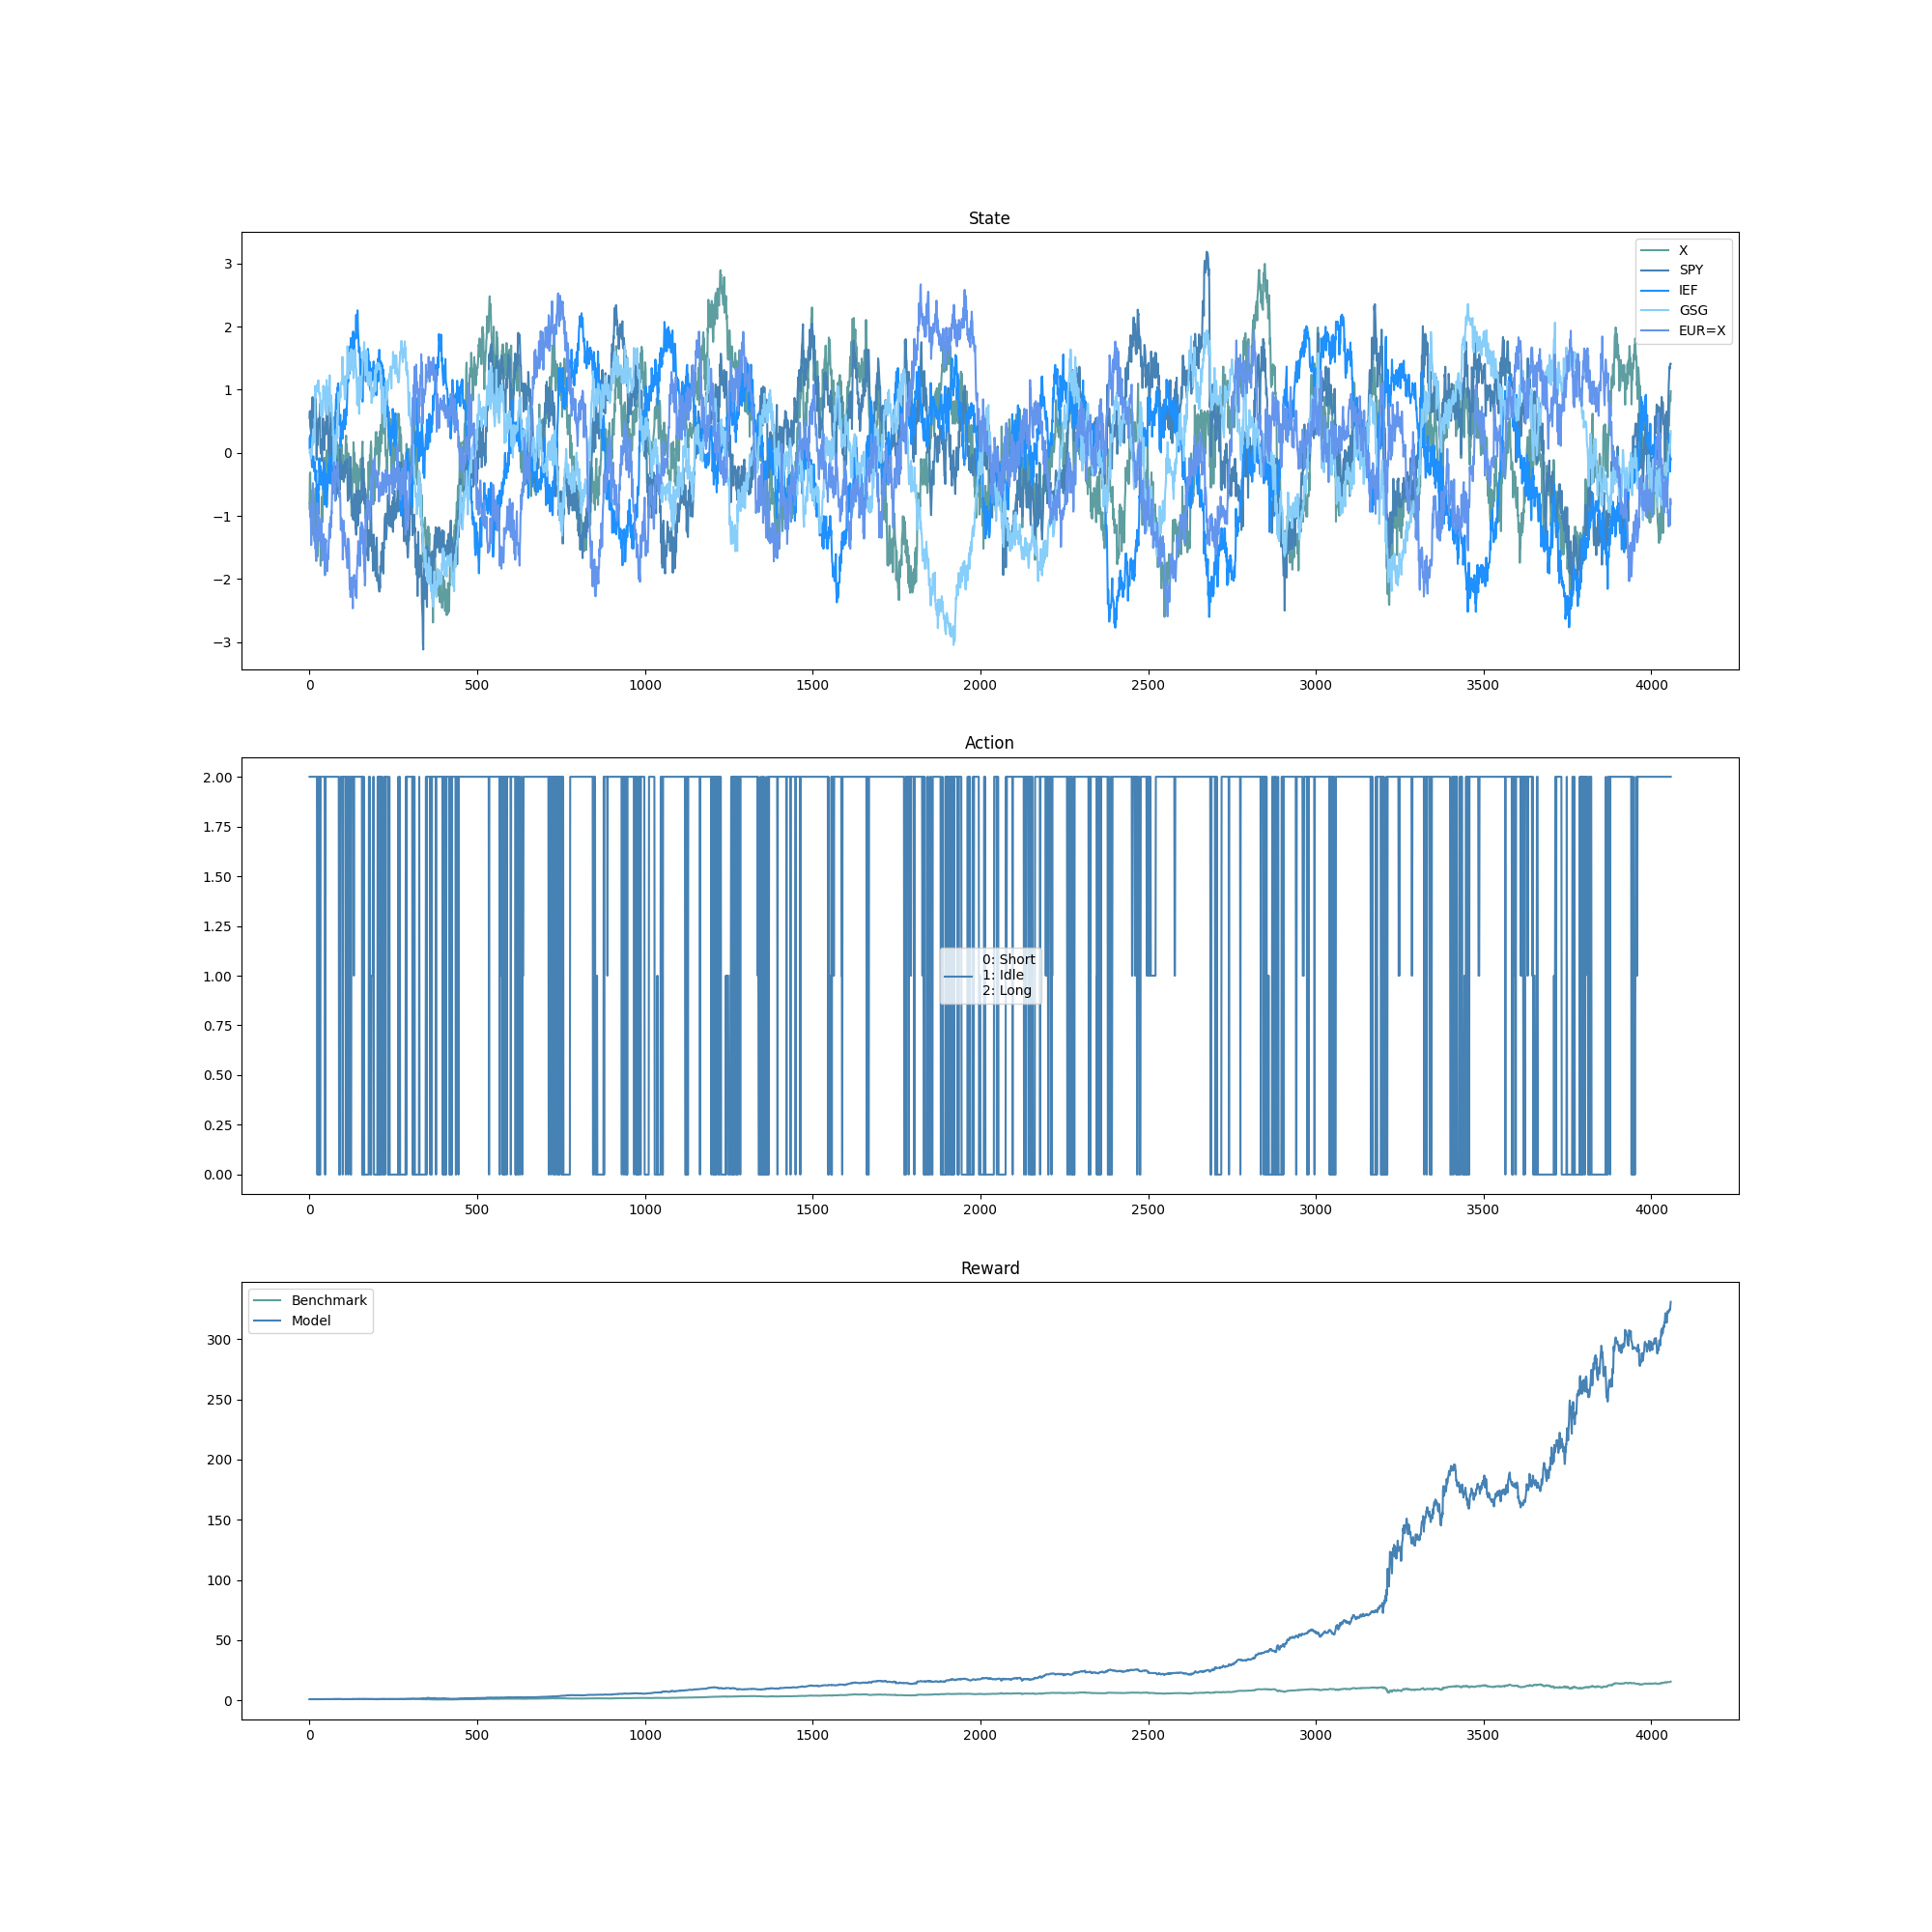 State
3
2
1
0
−1
−2
−3
X
SPY
IEF
GSG
EUR=X
0 500 1000 1500 2000 2500 3000 3500 4000
Action
2.00
1.75
1.50
1.25
1.00
0.75
0.50
0.25
0.00
0: Short
1: Idle
2: Long
0 500 1000 1500 2000 2500 3000 3500 4000
Reward
Benchmark
Model
300
250
200
150
100
50
0
0 500 1000 1500 2000 2500 3000 3500 4000